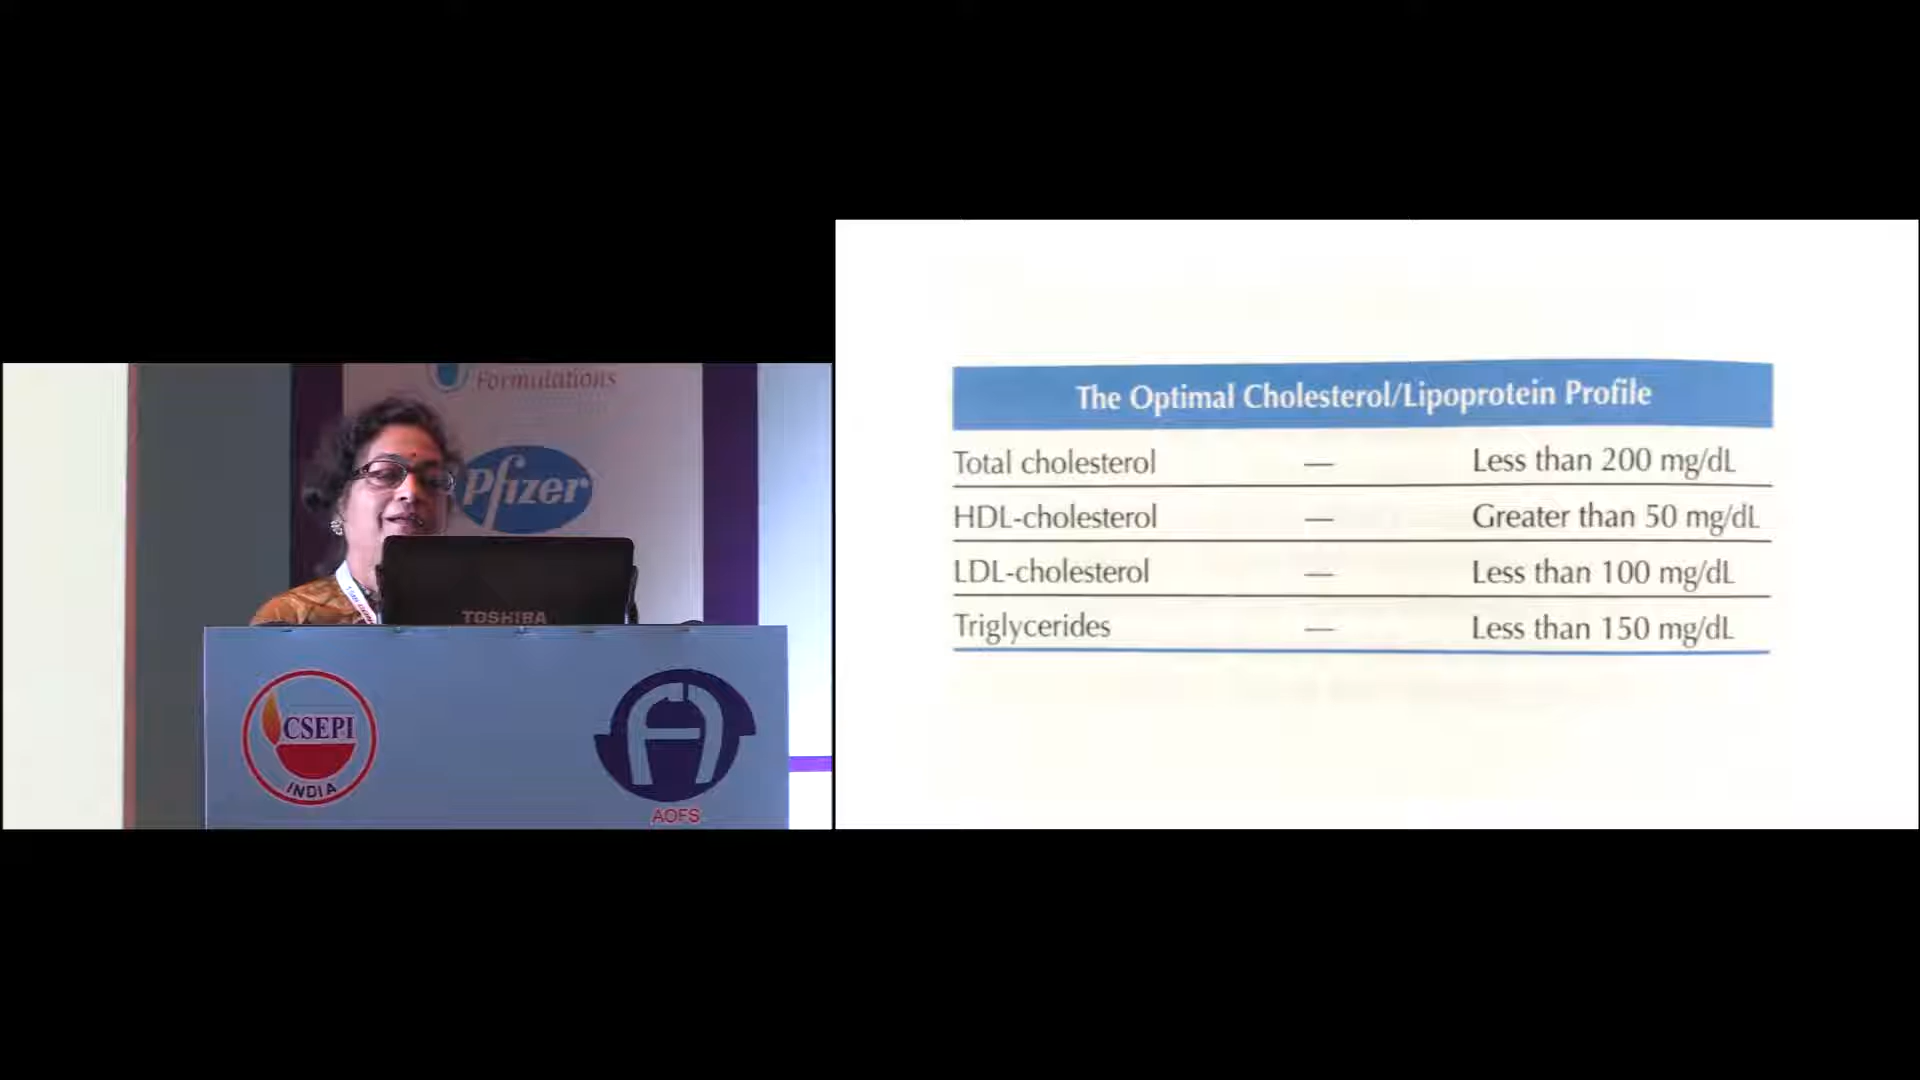 Formulations
Pfizer
TOSHIBA
CSEPI
INDIA
AOFS
The Optimal Cholesterol/Lipoprotein Profile
Total cholesterol — Less than 200 mg/dL
HDL-cholesterol — Greater than 50 mg/dL
LDL-cholesterol — Less than 100 mg/dL
Triglycerides — Less than 150 mg/dL